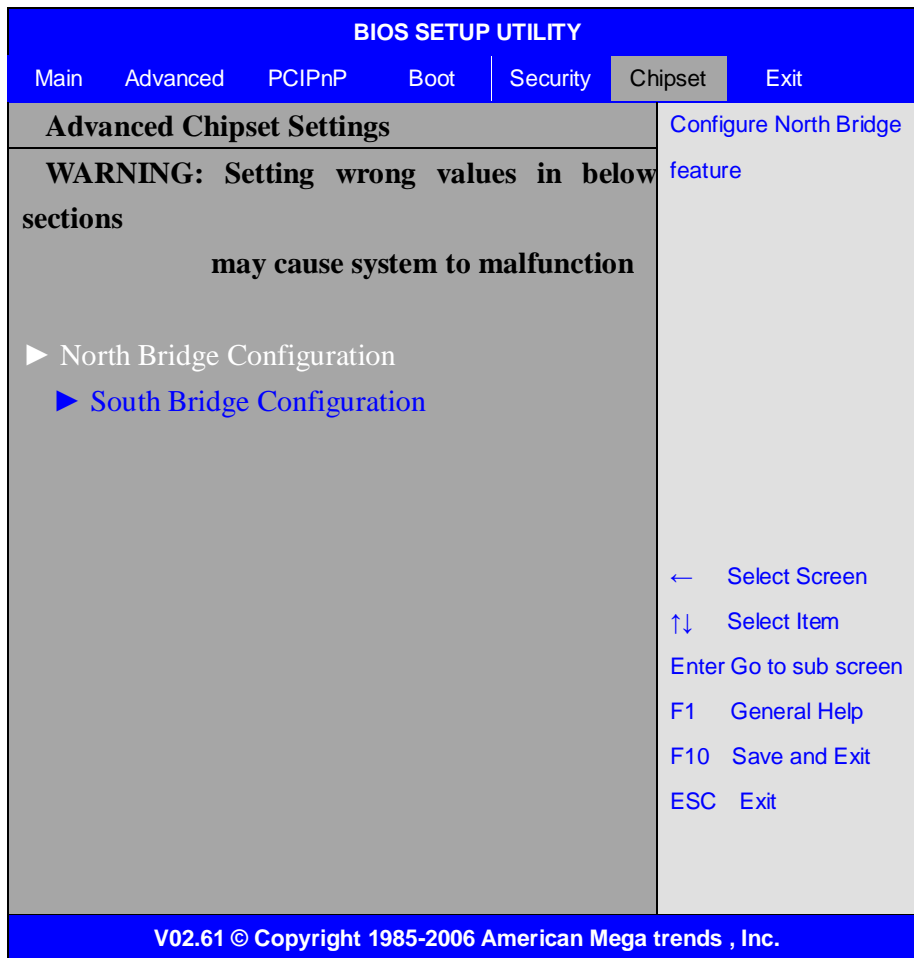 BIOS SETUP UTILITY
Main Advanced PCIPnP Boot Security Chipset Exit
Advanced Chipset Settings
WARNING: Setting wrong values in below
sections
may cause system to malfunction
► North Bridge Configuration
► South Bridge Configuration
Configure North Bridge
feature
← Select Screen
↑↓ Select Item
Enter Go to sub screen
F1 General Help
F10 Save and Exit
ESC Exit
V02.61 © Copyright 1985-2006 American Mega trends , Inc.